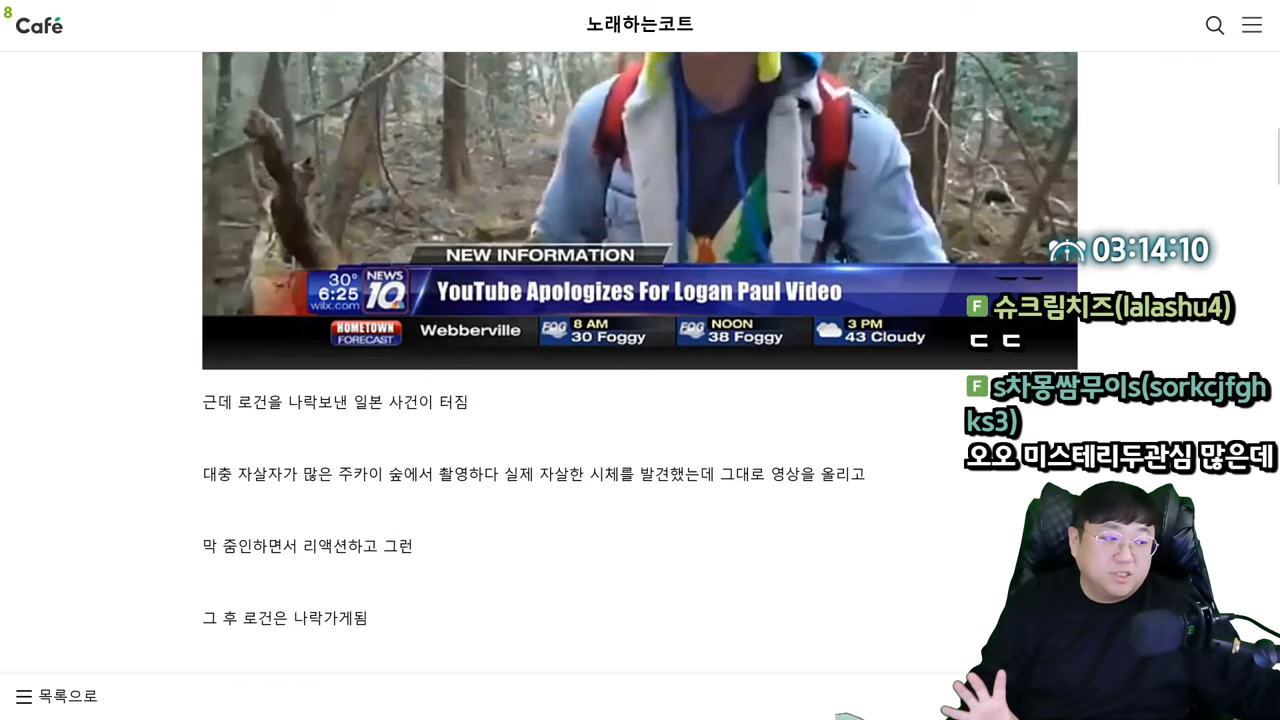 8
Café
노래하는코트
NEW INFORMATION
30°
6:25
wilx.com
NEWS
10
YouTube Apologizes For Logan Paul Video
HOMETOWN
FORECAST
Webberville
FOG
8 AM
30 Foggy
FOG
NOON
38 Foggy
3 PM
43 Cloudy
근데 로건을 나락보낸 일본 사건이 터짐
대충 자살자가 많은 주카이 숲에서 촬영하다 실제 자살한 시체를 발견했는데 그대로 영상을 올리고
막 줌인하면서 리액션하고 그런
그 후 로건은 나락가게됨
목록으로
03:14:10
F 슈크림치즈(lalashu4)
ㄷ ㄷ
F s차몽쌈무이s(sorkcjfgh
ks3)
오오 미스테리두관심 많은데